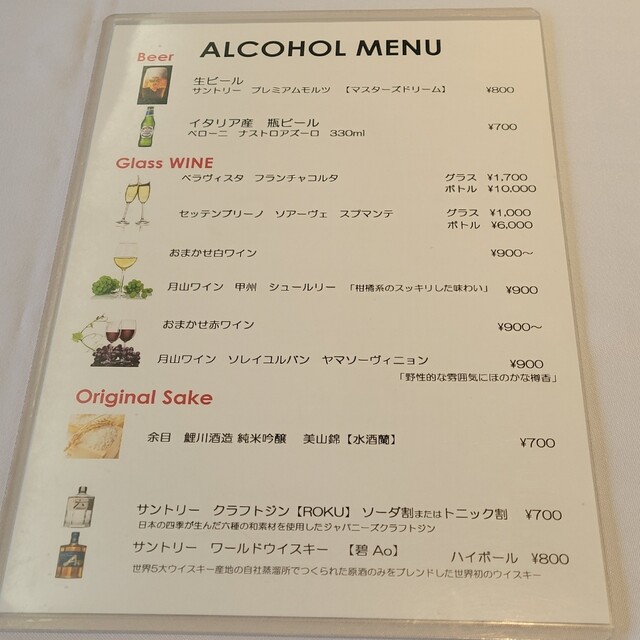 ALCOHOL MENU
Beer
生ビール
サントリー プレミアムモルツ 【マスターズドリーム】 ¥800
イタリア産 瓶ビール
ペローニ ナストロアズーロ 330ml ¥700
Glass WINE
ベラヴィスタ フランチャコルタ グラス ¥1,700
ボトル ¥10,000
セッテンブリーノ ソアーヴェ スプマンテ グラス ¥1,000
ボトル ¥6,000
おまかせ白ワイン ¥900～
月山ワイン 甲州 シュールリー 「柑橘系のスッキリした味わい」 ¥900
おまかせ赤ワイン ¥900～
月山ワイン ソレイユルバン ヤマソーヴィニョン ¥900
「野性的な雰囲気にほのかな樽香」
Original Sake
余目 鯉川酒造 純米吟醸 美山錦【水酒蘭】 ¥700
サントリー クラフトジン【ROKU】 ソーダ割またはトニック割 ¥700
日本の四季が生んだ六種の和素材を使用したジャパニーズクラフトジン
サントリー ワールドウイスキー 【碧 Ao】 ハイボール ¥800
世界5大ウイスキー産地の自社蒸溜所でつくられた原酒のみをブレンドした世界初のウイスキー